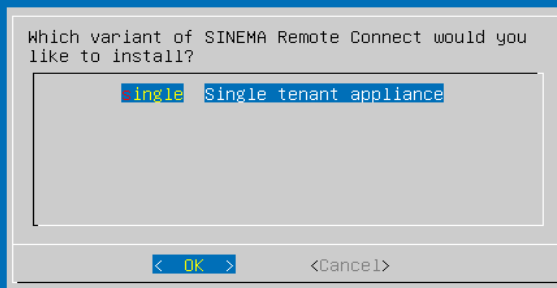 Which variant of SINEMA Remote Connect would you
like to install?
single Single tenant appliance
< OK > <Cancel>